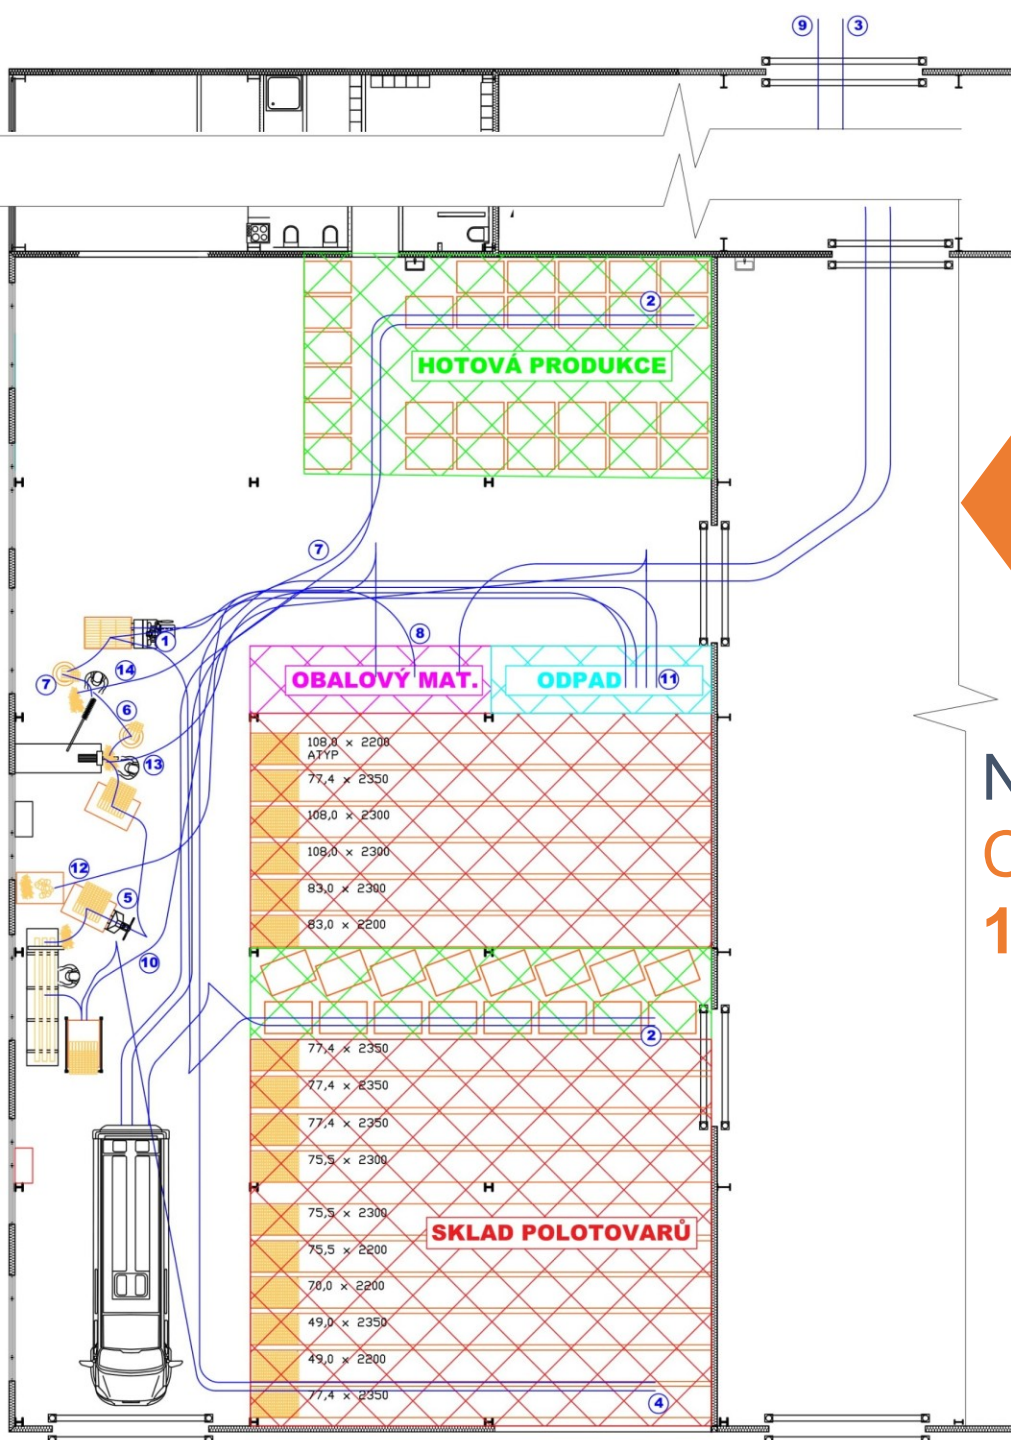 9 3
2
HOTOVÁ PRODUKCE
7
1
8
14
7
OBALOVÝ MAT.
ODPAD
11
6
13
N
108,0 x 2200
ATYP
77,4 x 2350
108,0 x 2300
O
108,0 x 2300
12
83,0 x 2300
5
83,0 x 2200
1
10
2
77,4 x 2350
77,4 x 2350
77,4 x 2350
75,5 x 2300
75,5 x 2300
SKLAD POLOTOVARŮ
75,5 x 2200
70,0 x 2200
49,0 x 2350
49,0 x 2200
77,4 x 2350
4